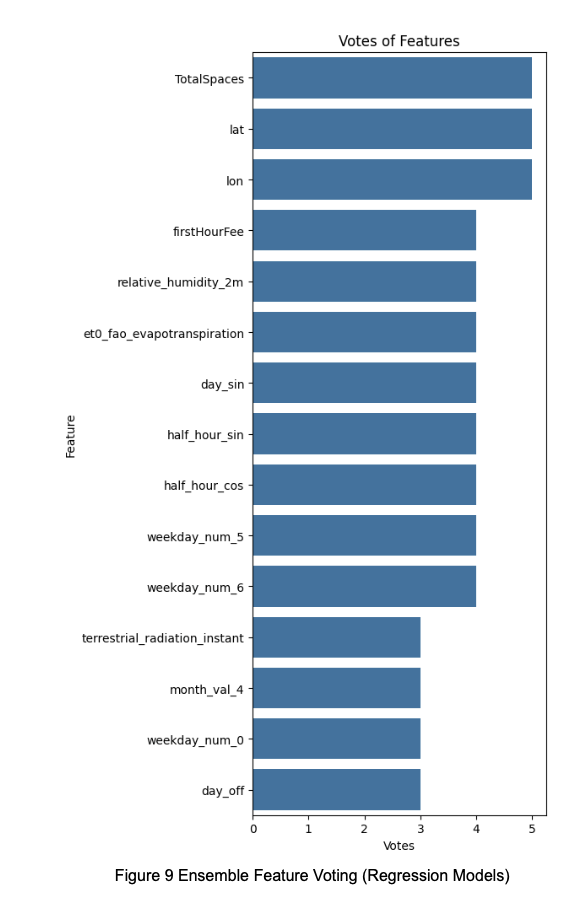 Votes of Features
TotalSpaces
lat
lon
firstHourFee
relative_humidity_2m
et0_fao_evapotranspiration
day_sin
half_hour_sin
half_hour_cos
weekday_num_5
weekday_num_6
terrestrial_radiation_instant
month_val_4
weekday_num_0
day_off
Feature
0 1 2 3 4 5
Votes
Figure 9 Ensemble Feature Voting (Regression Models)